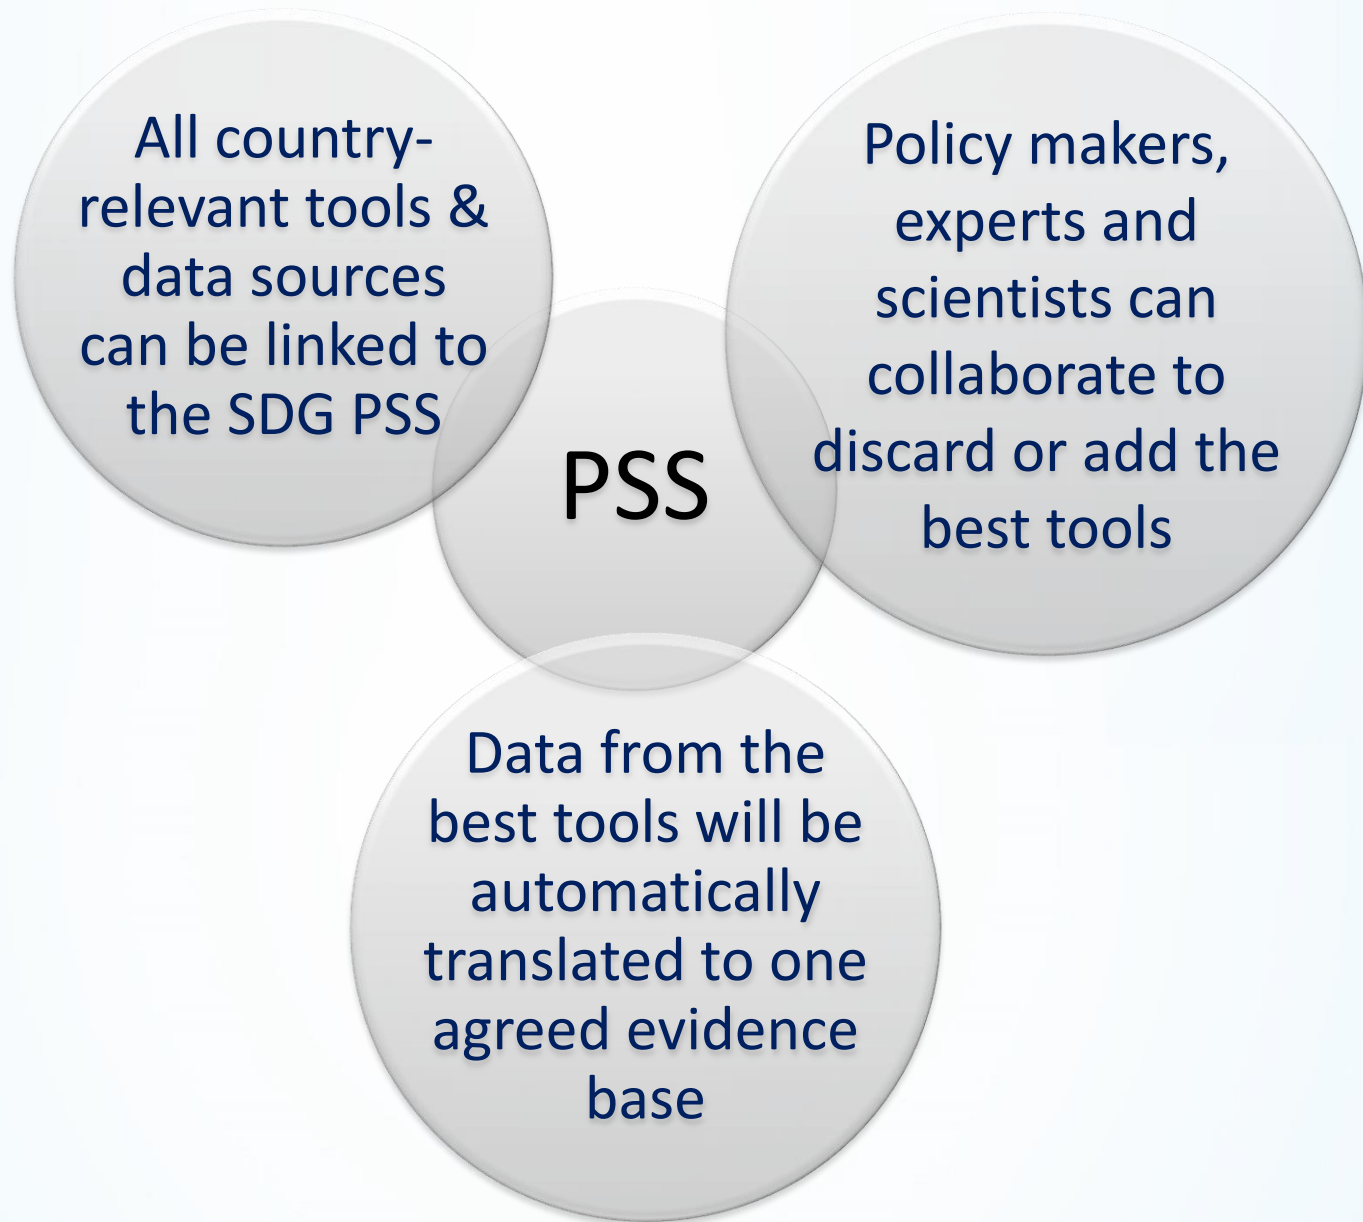 All country-
relevant tools &
data sources
can be linked to
the SDG PSS
Policy makers,
experts and
scientists can
collaborate to
discard or add the
best tools
PSS
Data from the
best tools will be
automatically
translated to one
agreed evidence
base